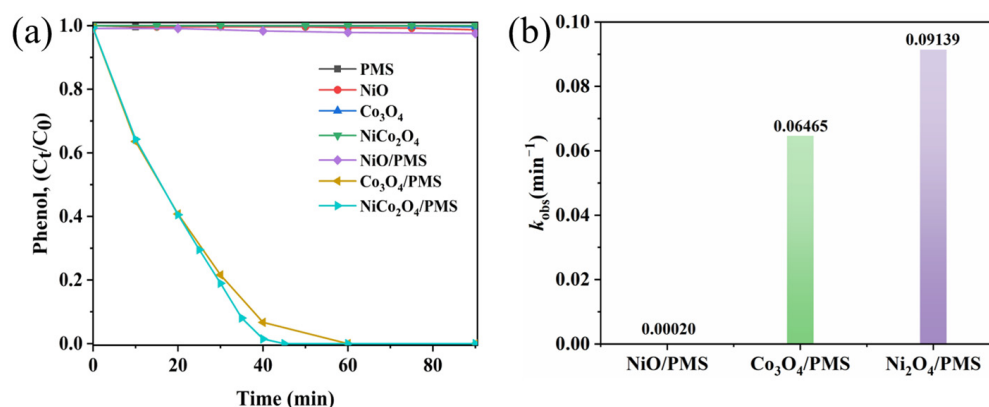 (a)
Phenol, (Ct/C0)
1.0
0.8
0.6
0.4
0.2
0.0
PMS
NiO
Co₃O₄
NiCo₂O₄
NiO/PMS
Co₃O₄/PMS
NiCo₂O₄/PMS
0 20 40 60 80
Time (min)
(b)
kobs(min⁻¹)
0.10
0.08
0.06
0.04
0.02
0.00
0.00020
0.06465
0.09139
NiO/PMS Co₃O₄/PMS Ni₂O₄/PMS